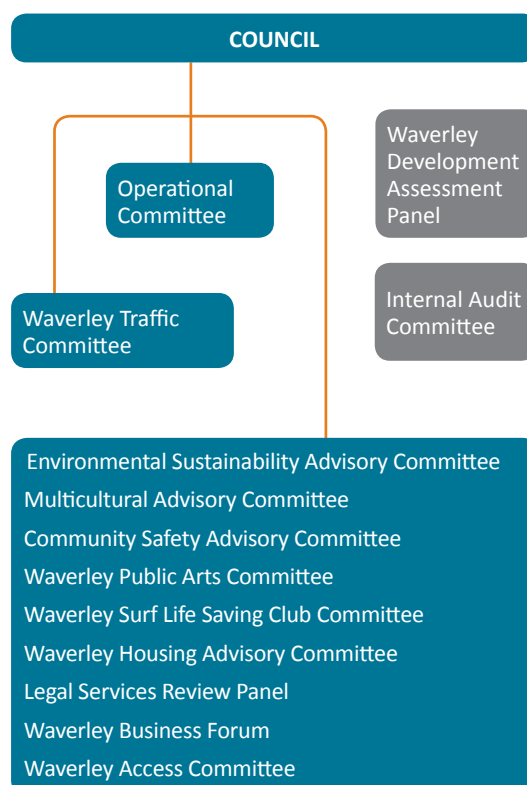 COUNCIL
Operational
Committee
Waverley
Development
Assessment
Panel
Waverley Traffic
Committee
Internal Audit
Committee
Environmental Sustainability Advisory Committee
Multicultural Advisory Committee
Community Safety Advisory Committee
Waverley Public Arts Committee
Waverley Surf Life Saving Club Committee
Waverley Housing Advisory Committee
Legal Services Review Panel
Waverley Business Forum
Waverley Access Committee